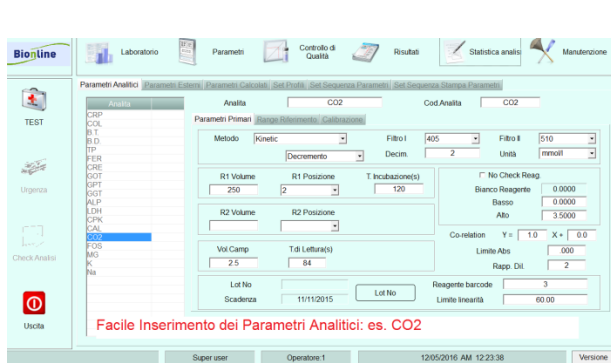 Bionline
Laboratorio
Parametri
Controllo di
Qualità
Risultati
Statistica analis
Manutenzione
Parametri Analitici Parametri Esterni Parametri Calcolati Set Profili Set Sequenza Parametri Set Sequenza Stampa Parametri
TEST
Urgenza
Check Analisi
Uscita
Analita
CRP
COL
B.T.
B.D.
TP
FER
CRE
GOT
GPT
GGT
ALP
LDH
CPK
CAL
CO2
FOS
MG
K
Na
Analita CO2 Cod.Analita CO2
Parametri Primari Range Riferimento Calibrazione
Metodo Kinetic Filtro I 405 Filtro II 510
Decremento Decim. 2 Unità mmol/l
R1 Volume R1 Posizione T. Incubazione(s)
250 2 120
R2 Volume R2 Posizione
Vol Camp T.di Lettura(s)
2.5 84
No Check Reag.
Bianco Reagente 0.0000
Basso 0.0000
Alto 3.5000
Co-relation Y = 1.0 X + 0.0
Limite Abs .000
Rapp. Dil. 2
Lot No
Scadenza 11/11/2015
Lot No
Reagente barcode 3
Limite linearità 60.00
Facile Inserimento dei Parametri Analitici: es. CO2
Super user Operatore:1 12/05/2016 AM 12:23:38 Versione